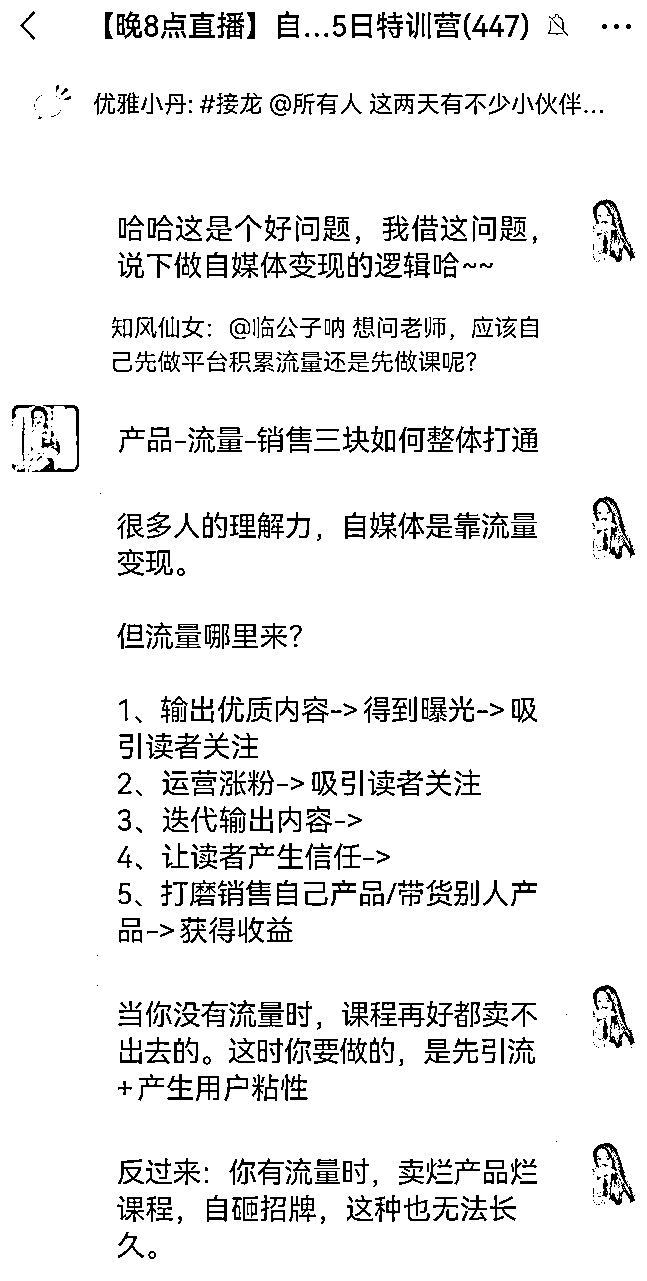 【晚8点直播】自...5日特训营(447)
优雅小丹: #接龙 @所有人 这两天有不少小伙伴...
哈哈这是个好问题，我借这问题，
说下做自媒体变现的逻辑哈~~
知风仙女：@临公子呐 想问老师，应该自
己先做平台积累流量还是先做课呢？
产品-流量-销售三块如何整体打通
很多人的理解力，自媒体是靠流量
变现。
但流量哪里来？
1、输出优质内容->得到曝光->吸
引读者关注
2、运营涨粉->吸引读者关注
3、迭代输出内容->
4、让读者产生信任->
5、打磨销售自己产品/带货别人产
品->获得收益
当你没有流量时，课程再好都卖不
出去的。这时你要做的，是先引流
+产生用户粘性
反过来：你有流量时，卖烂产品烂
课程，自砸招牌，这种也无法长
久。